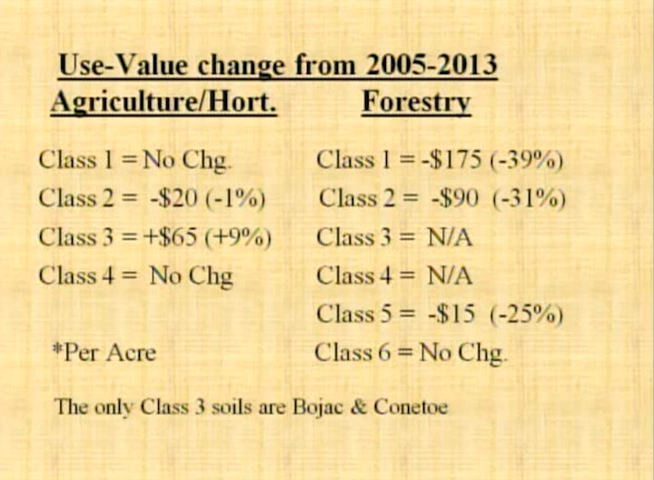 Use-Value change from 2005-2013
Agriculture/Hort. Forestry
Class 1 = No Chg. Class 1 = -$175 (-39%)
Class 2 = -$20 (-1%) Class 2 = -$90 (-31%)
Class 3 = +$65 (+9%) Class 3 = N/A
Class 4 = No Chg Class 4 = N/A
Class 5 = -$15 (-25%)
*Per Acre Class 6 = No Chg.
The only Class 3 soils are Bojac & Conetoe